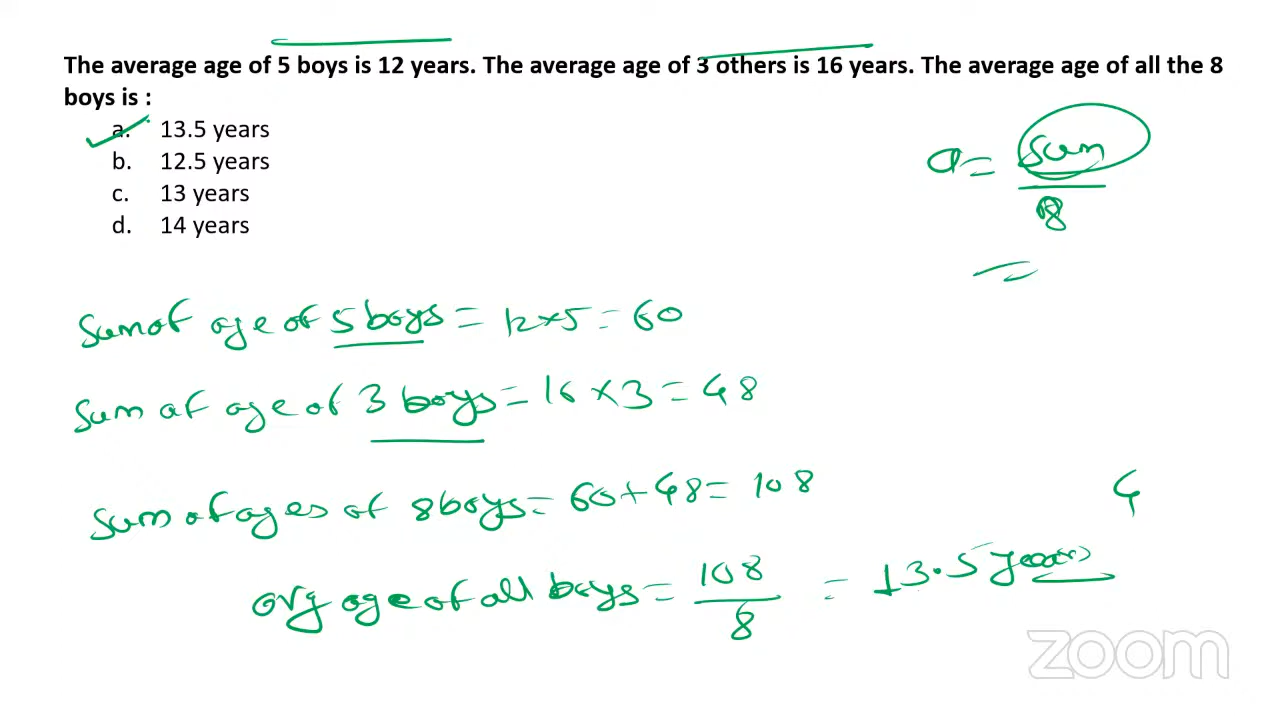 The average age of 5 boys is 12 years. The average age of 3 others is 16 years. The average age of all the 8
boys is :
a. 13.5 years
b. 12.5 years
c. 13 years
d. 14 years
a = sum
8
=
Sum of age of 5 boys = 12×5 = 60
Sum of age of 3 boys = 16 × 3 = 48
Sum of ages of 8 boys = 60 + 48 = 108
4
avg age of all boys = 108 = 13.5 years
8
zoom